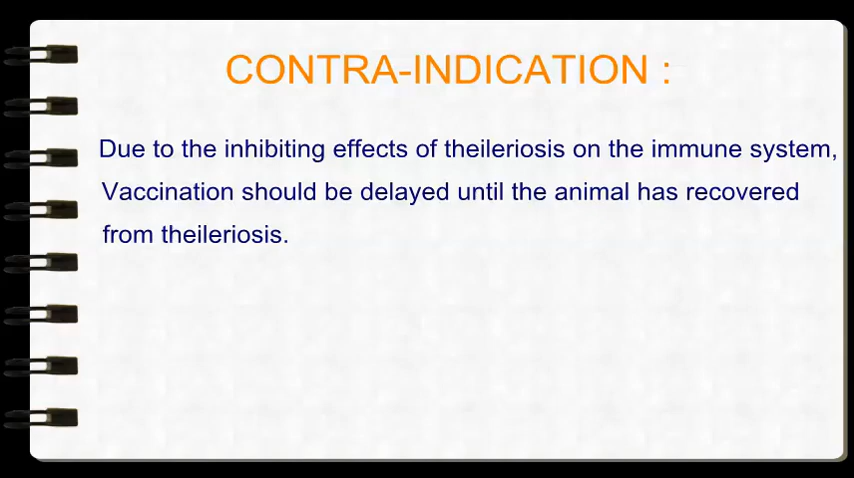 CONTRA-INDICATION :
Due to the inhibiting effects of theileriosis on the immune system,
Vaccination should be delayed until the animal has recovered
from theileriosis.